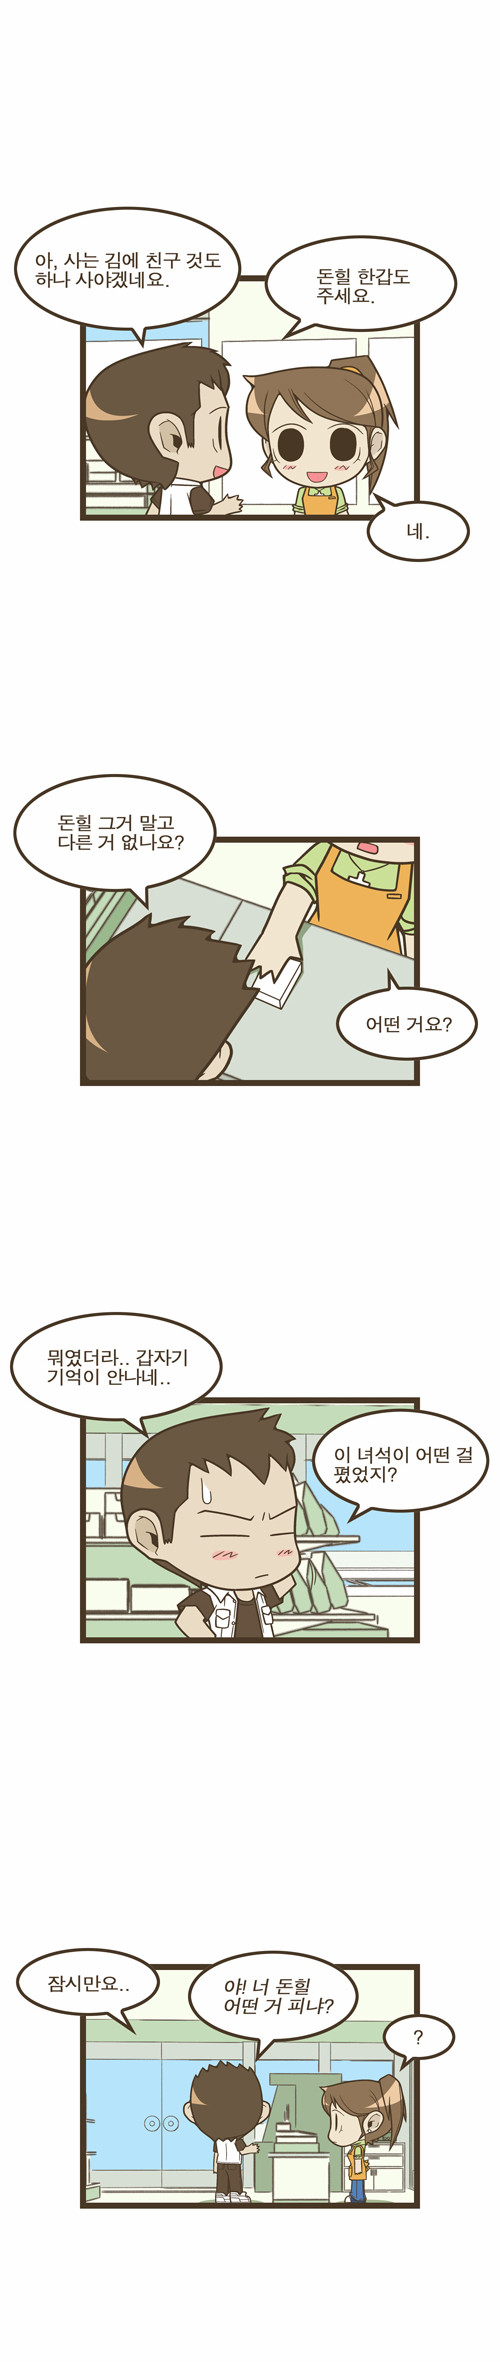 아, 사는 김에 친구 것도
하나 사야겠네요.
돈힐 한갑도
주세요.
네.
돈힐 그거 말고
다른 거 없나요?
어떤 거요?
뭐였더라.. 갑자기
기억이 안나네..
이 녀석이 어떤 걸
폈었지?
잠시만요..
야! 너 돈힐
어떤 거 피냐?
?